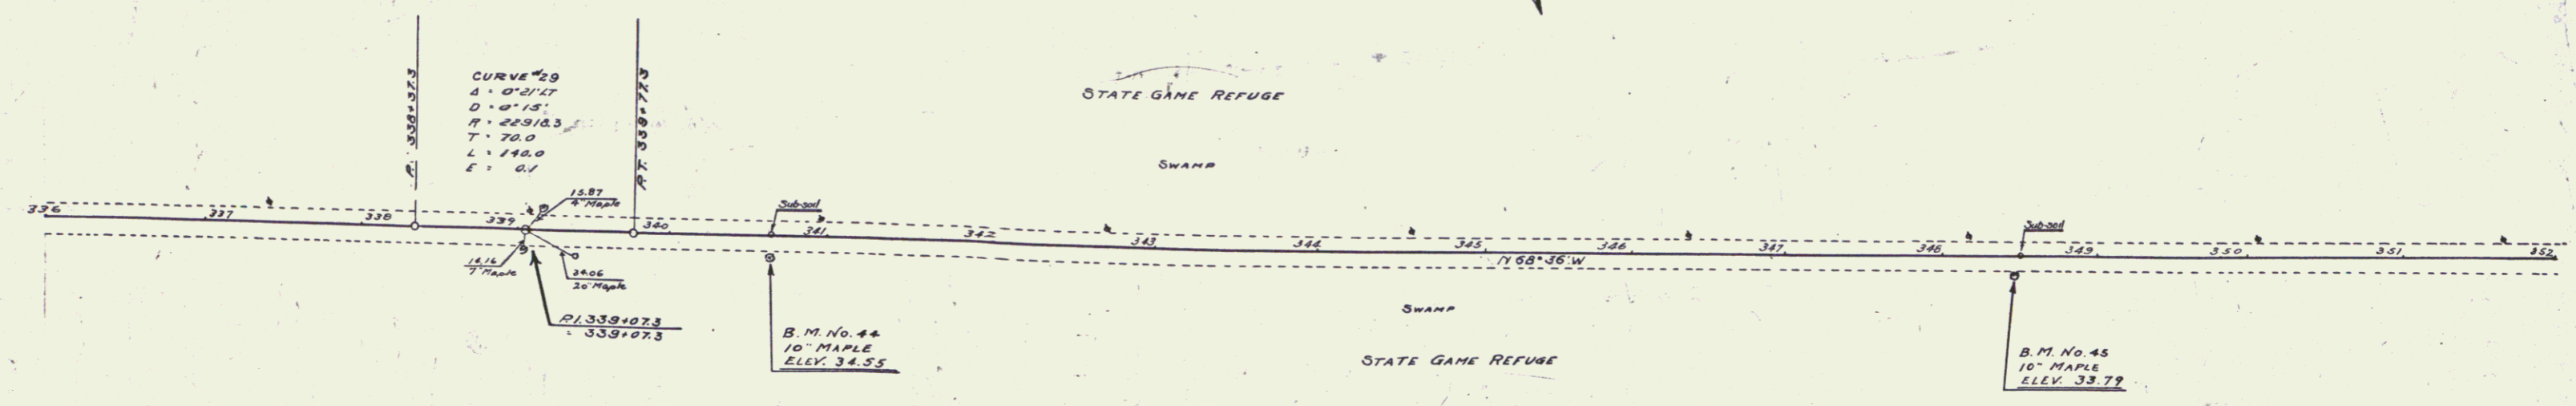 CURVE #29
Δ = 0°21' LT
D = 0°15'
R = 22918.3
T = 70.0
L = 140.0
E = 0.1
338+37.3
P.T. 339+77.3
STATE GAME REFUGE
SWAMP
15.87
4" Maple
Sub-soil
Sub-soil
336 337 338 339 340 341 342 343 344 345 346 347 348 349 350 351 352
N 68°36' W
14.16
7" Maple
34.06
20" Maple
P.I. 339+07.3
= 339+07.3
B.M. No. 44
10" MAPLE
ELEV. 34.55
SWAMP
STATE GAME REFUGE
B.M. No. 45
10" MAPLE
ELEV. 33.79